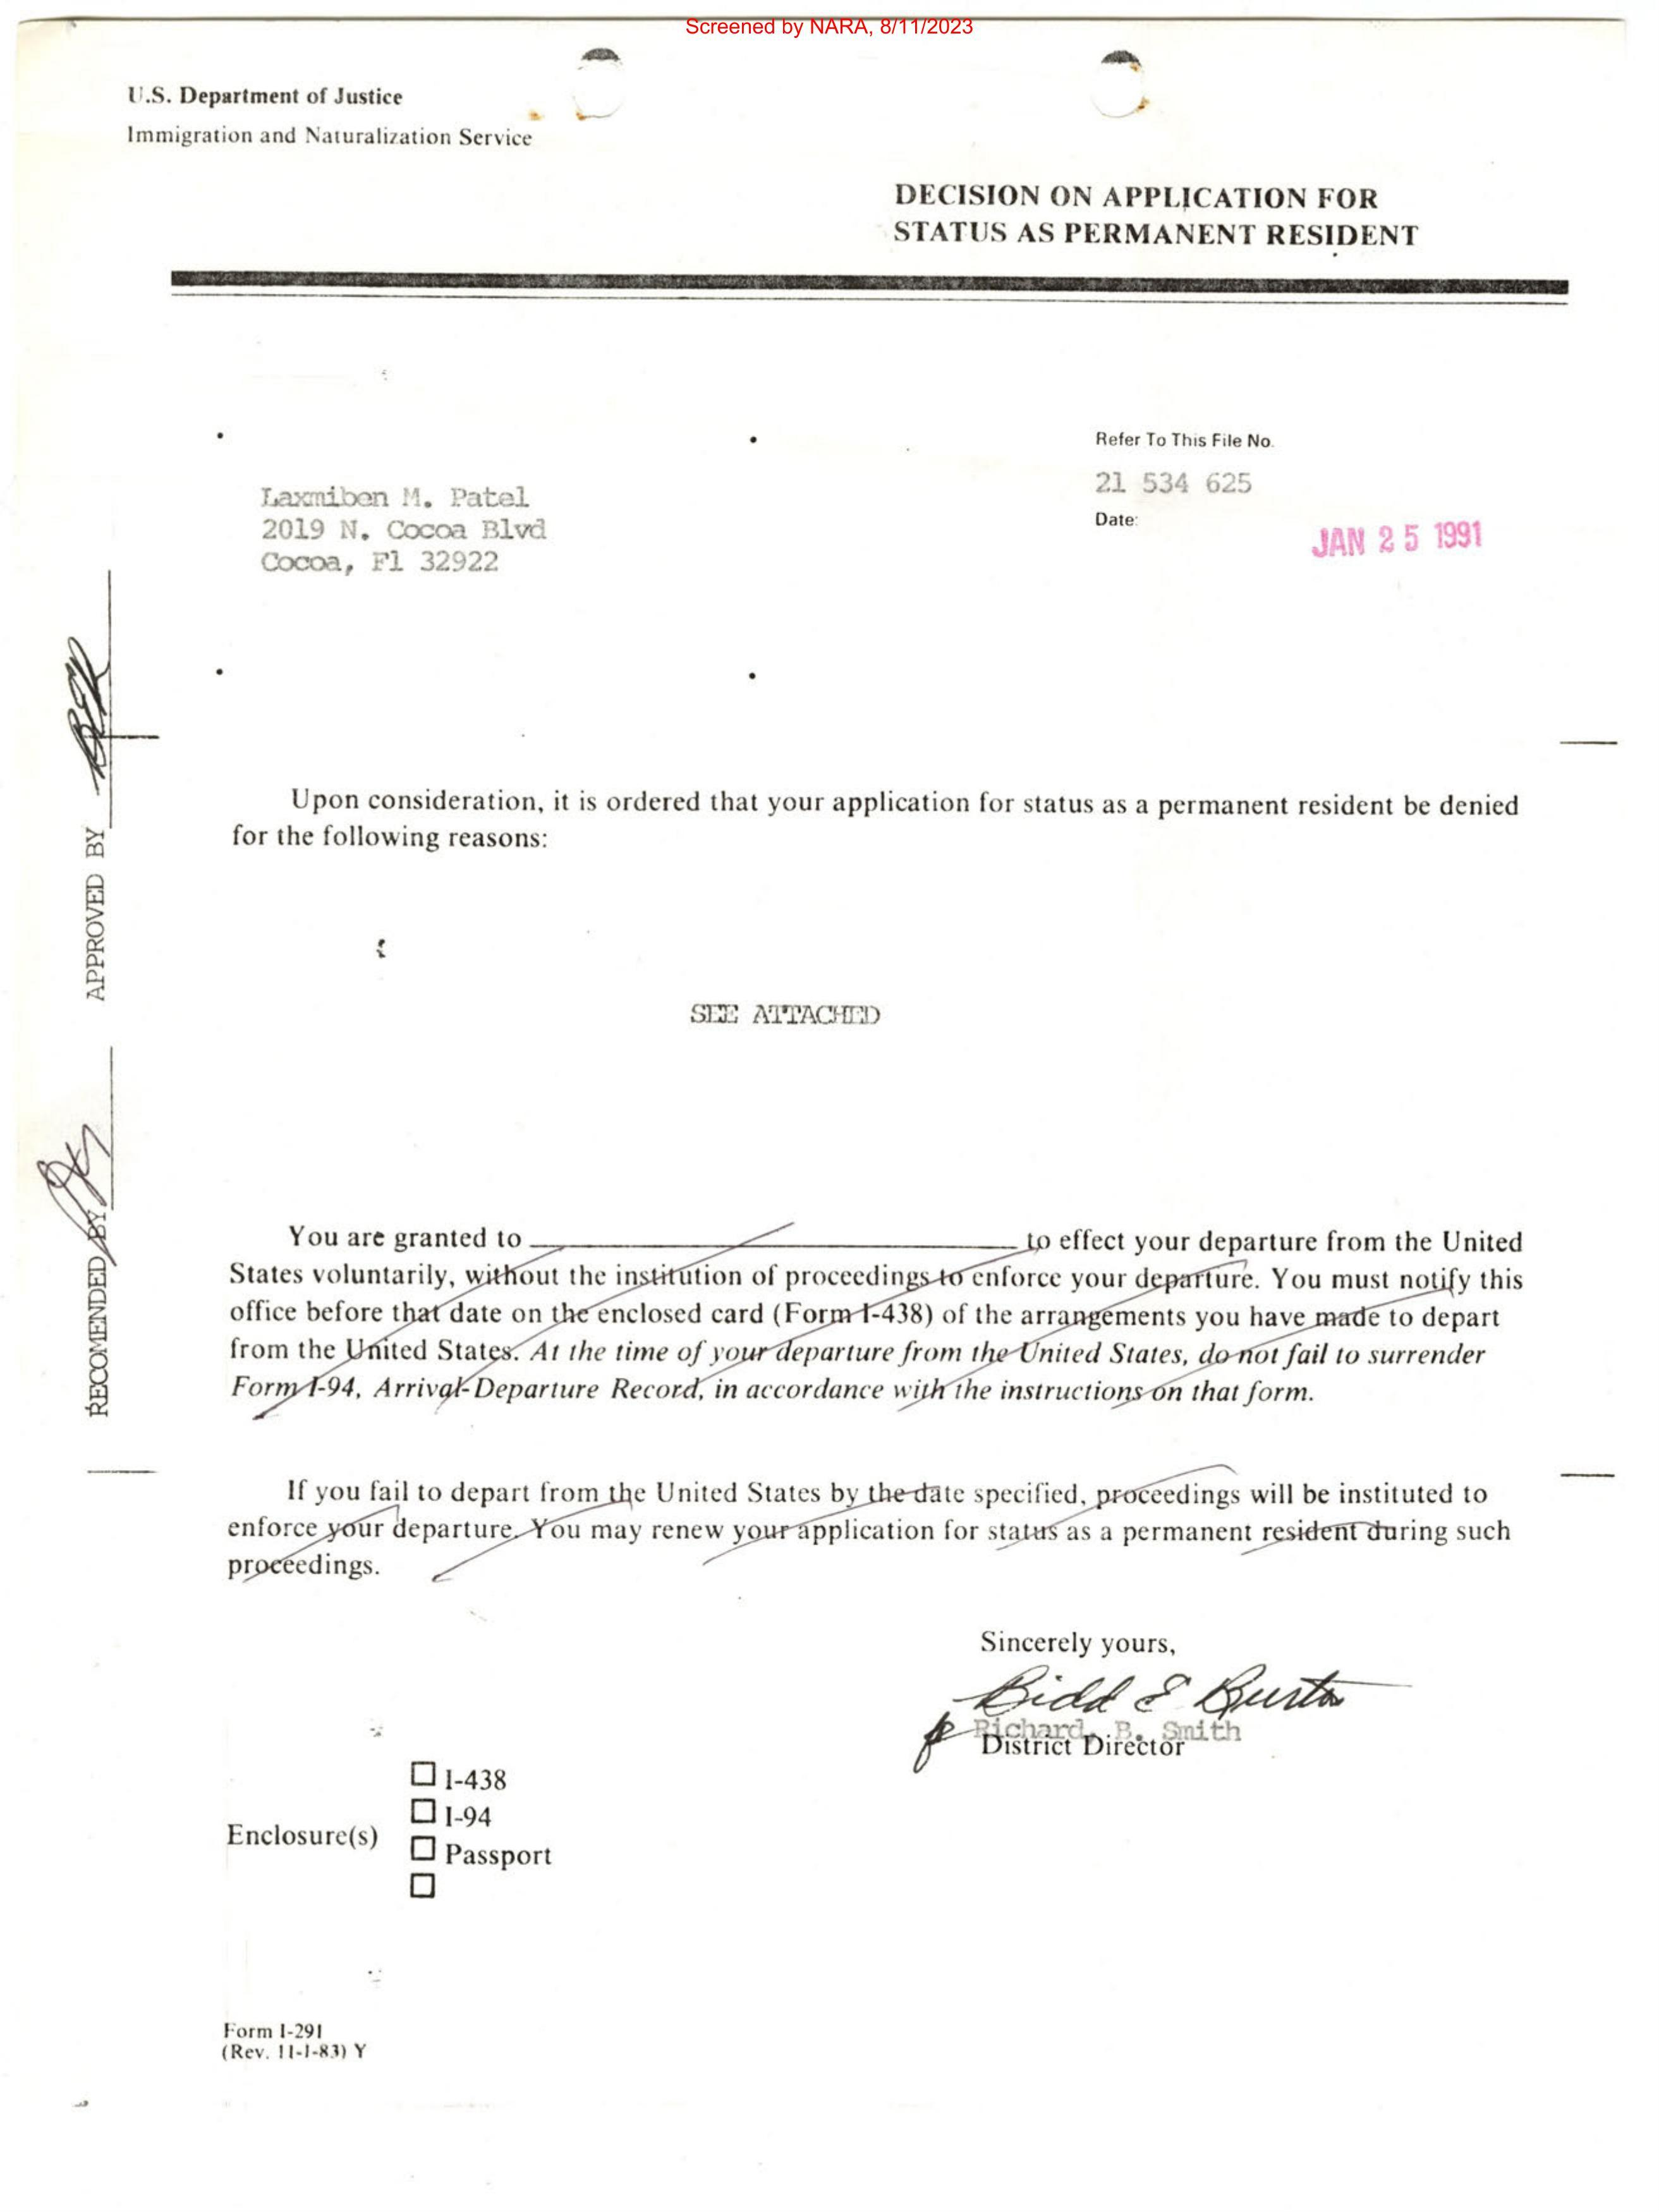 Screened by NARA, 8/11/2023
U.S. Department of Justice
Immigration and Naturalization Service
DECISION ON APPLICATION FOR
STATUS AS PERMANENT RESIDENT
Refer To This File No.
21 534 625
Date:
JAN 25 1991
Laxmiben M. Patel
2019 N. Cocoa Blvd
Cocoa, Fl 32922
APPROVED BY
RECOMENDED BY
Upon consideration, it is ordered that your application for status as a permanent resident be denied
for the following reasons:
SEE ATTACHED
You are granted to to effect your departure from the United
States voluntarily, without the institution of proceedings to enforce your departure. You must notify this
office before that date on the enclosed card (Form I-438) of the arrangements you have made to depart
from the United States. At the time of your departure from the United States, do not fail to surrender
Form I-94, Arrival-Departure Record, in accordance with the instructions on that form.
If you fail to depart from the United States by the date specified, proceedings will be instituted to
enforce your departure. You may renew your application for status as a permanent resident during such
proceedings.
Sincerely yours,
Richard B. Smith
District Director
Enclosure(s)
I-438
I-94
Passport
Form I-291
(Rev. 11-1-83) Y